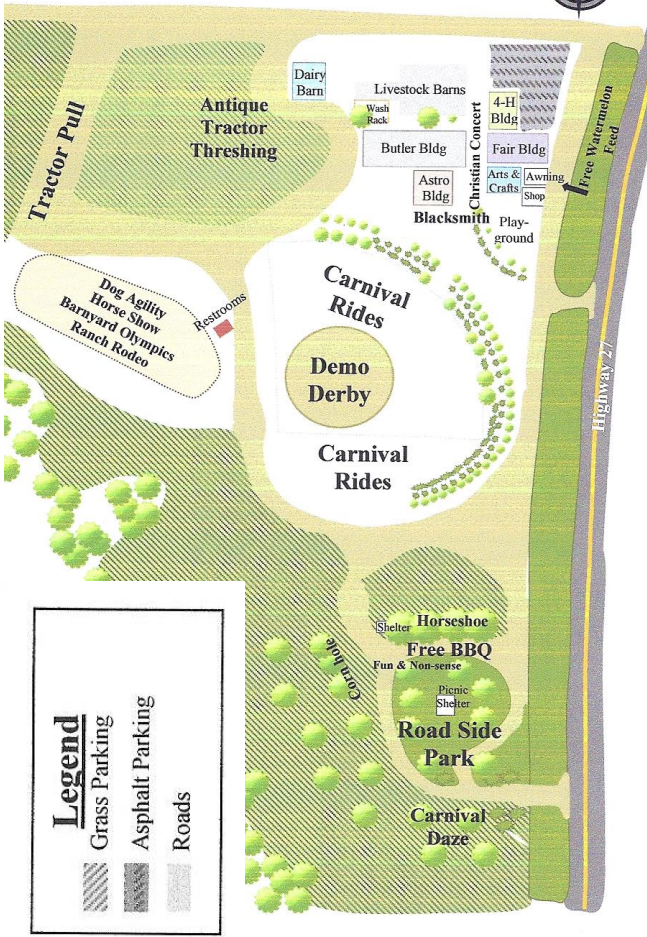 Dairy
Barn
Livestock Barns
Wash
Rack
4-H
Bldg
Antique
Tractor
Threshing
Tractor Pull
Butler Bldg
Christian Concert
Fair Bldg
Free Watermelon
Feed
Astro
Bldg
Arts &
Crafts
Awning
Shop
Blacksmith
Play-
ground
Dog Agility
Horse Show
Barnyard Olympics
Ranch Rodeo
Restrooms
Carnival
Rides
Demo
Derby
Highway 27
Carnival
Rides
Shelter
Horseshoe
Free BBQ
Fun & Non-sense
Corn hole
Picnic
Shelter
Road Side
Park
Carnival
Daze
Legend
Grass Parking
Asphalt Parking
Roads